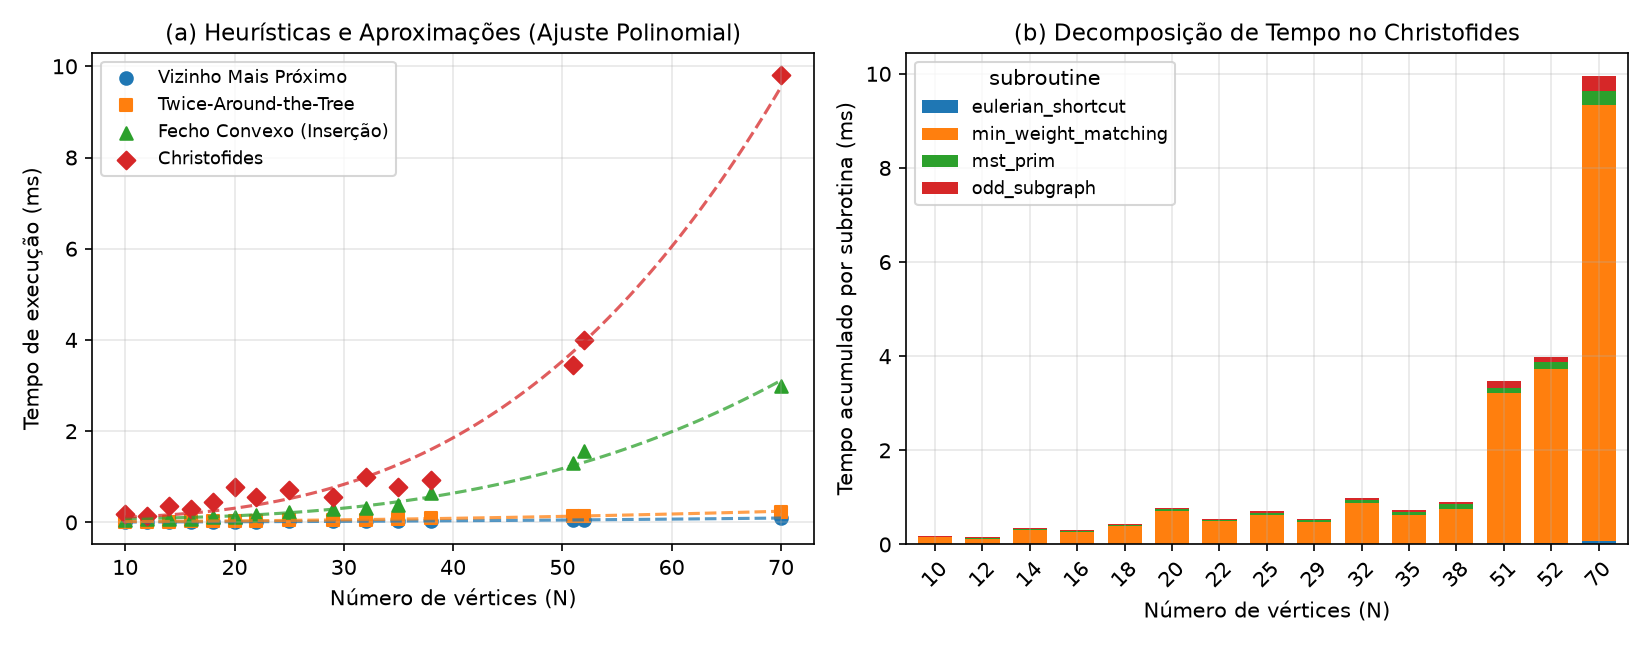 (a) Heurísticas e Aproximações (Ajuste Polinomial)
Tempo de execução (ms)
10
8
6
4
2
0
Vizinho Mais Próximo
Twice-Around-the-Tree
Fecho Convexo (Inserção)
Christofides
10 20 30 40 50 60 70
Número de vértices (N)
(b) Decomposição de Tempo no Christofides
Tempo acumulado por subrotina (ms)
10
8
6
4
2
0
subroutine
eulerian_shortcut
min_weight_matching
mst_prim
odd_subgraph
10 12 14 16 18 20 22 25 29 32 35 38 51 52 70
Número de vértices (N)